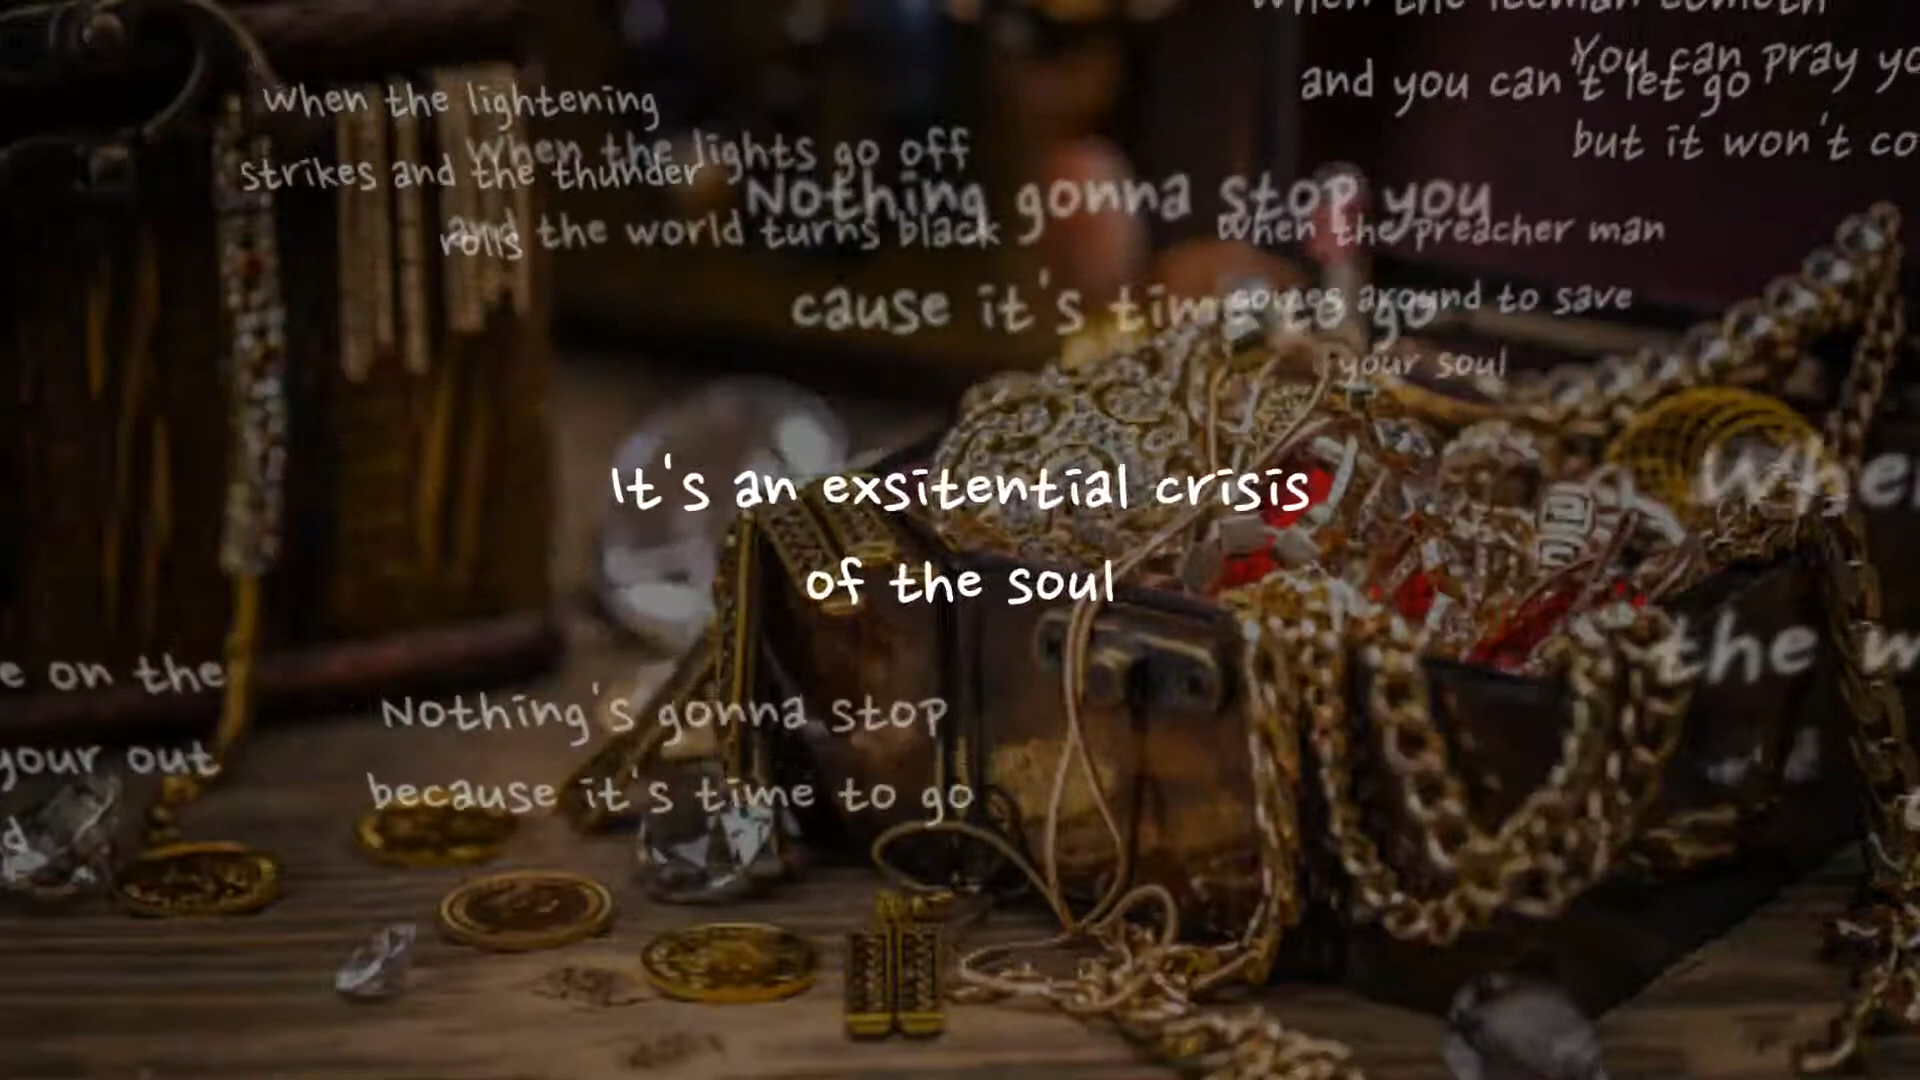 when the iceman cometh
and you can't let go
You can pray yo
but it won't co
When the lightening
strikes and the thunder
rolls
When the lights go off
and the world turns black
Nothing gonna stop you
cause it's time to go
When the preacher man
comes around to save
your soul
It's an exsitential crisis
of the soul
the w
e on the
your out
Nothing's gonna stop
because it's time to go